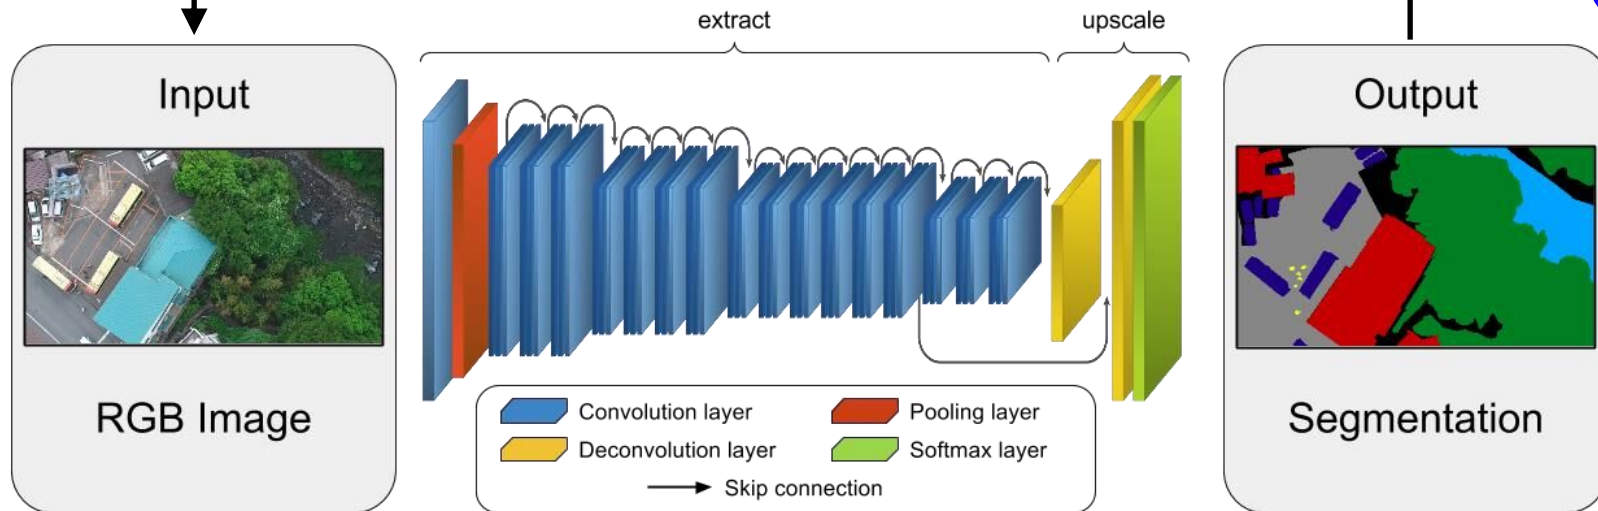 extract
upscale
Input
RGB Image
Convolution layer
Pooling layer
Deconvolution layer
Softmax layer
Skip connection
Output
Segmentation